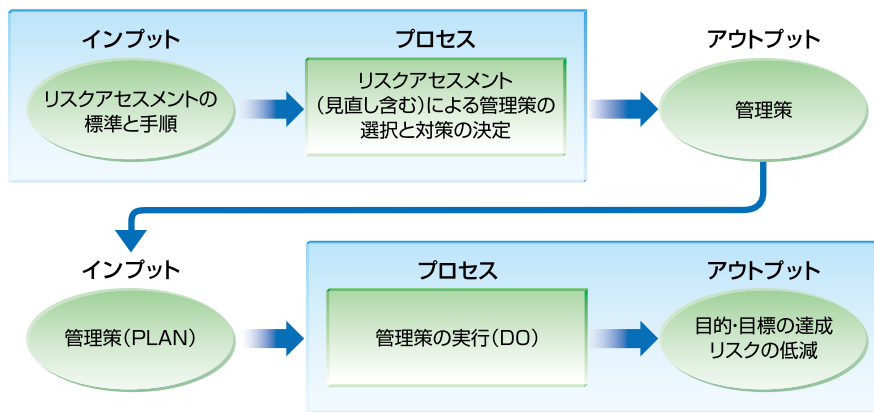 インプット
プロセス
アウトプット
リスクアセスメントの
標準と手順
リスクアセスメント
(見直し含む)による管理策の
選択と対策の決定
管理策
インプット
プロセス
アウトプット
管理策(PLAN)
管理策の実行(DO)
目的・目標の達成
リスクの低減